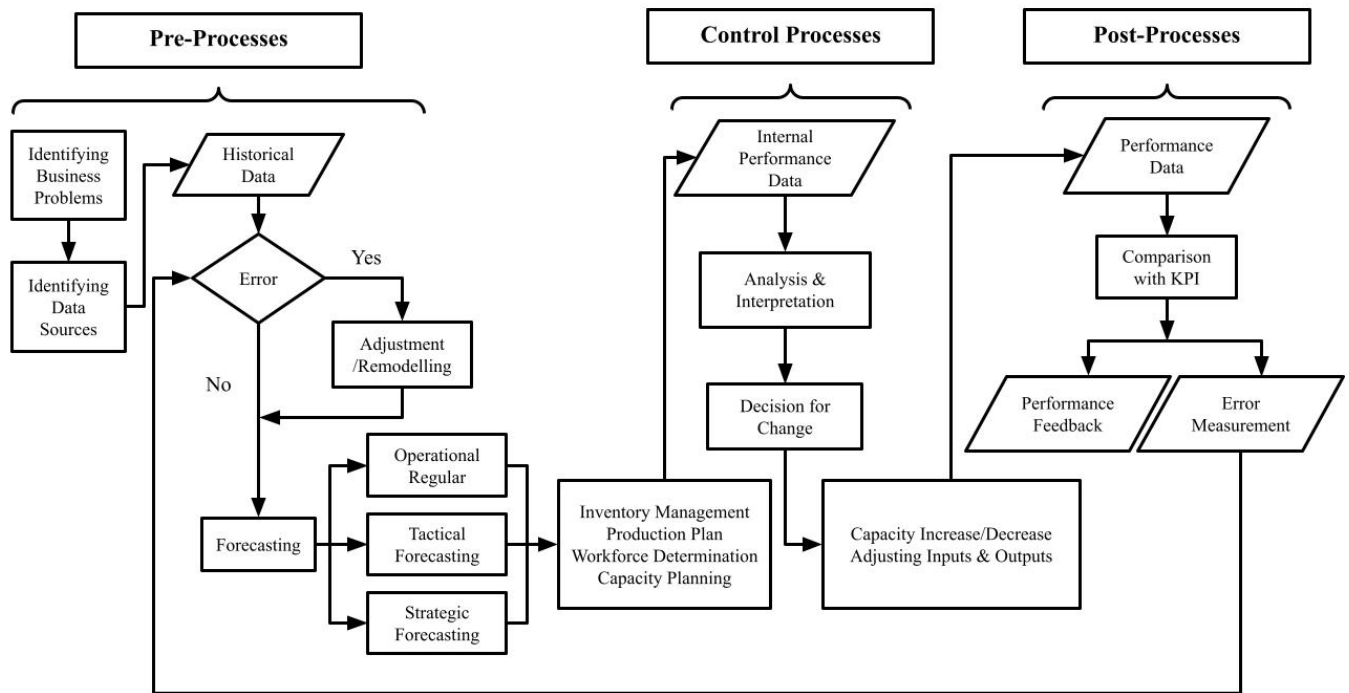 Pre-Processes
Control Processes
Post-Processes
Identifying
Business
Problems
Historical
Data
Identifying
Data
Sources
Error
Yes
No
Adjustment
/Remodelling
Forecasting
Operational
Regular
Tactical
Forecasting
Strategic
Forecasting
Inventory Management
Production Plan
Workforce Determination
Capacity Planning
Internal
Performance
Data
Analysis &
Interpretation
Decision for
Change
Capacity Increase/Decrease
Adjusting Inputs & Outputs
Performance
Data
Comparison
with KPI
Performance
Feedback
Error
Measurement